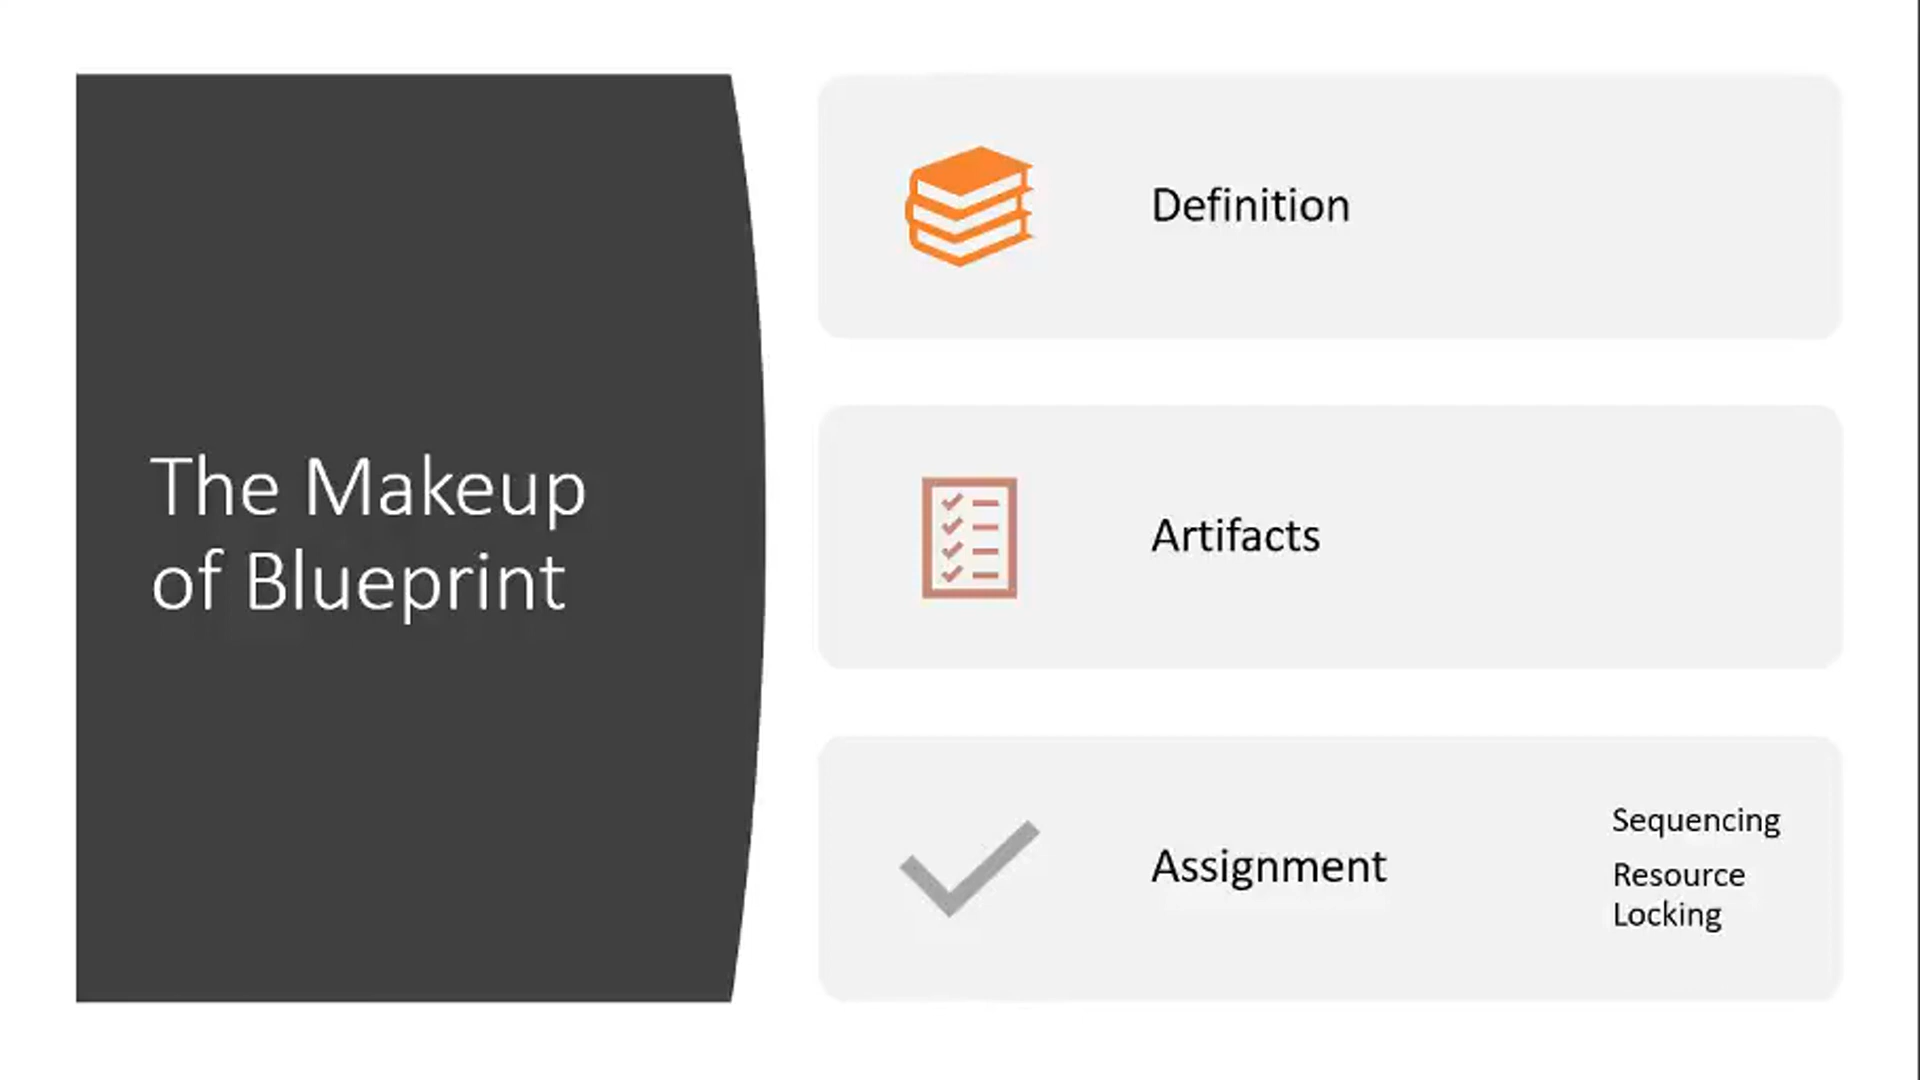 The Makeup
of Blueprint
Definition
Artifacts
Assignment
Sequencing
Resource
Locking